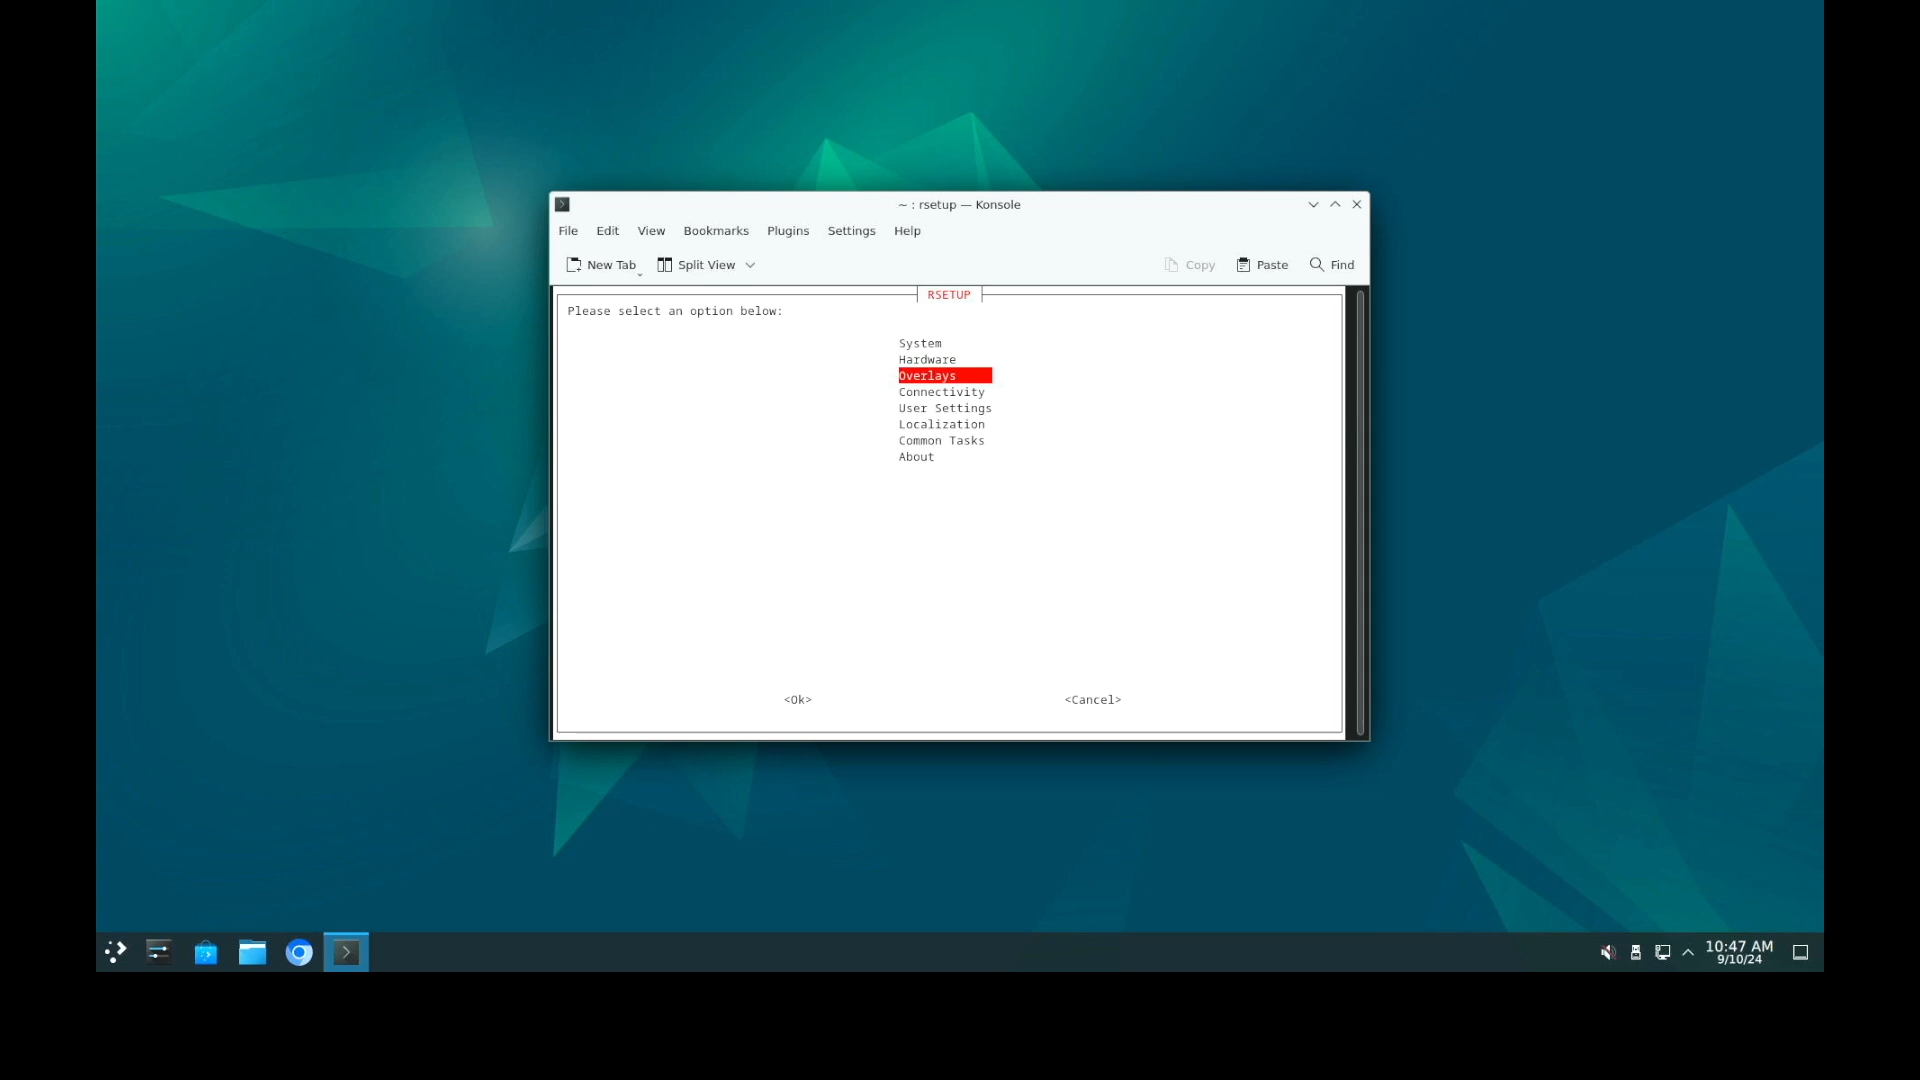 ~ : rsetup — Konsole
File Edit View Bookmarks Plugins Settings Help
New Tab Split View Copy Paste Find
RSETUP
Please select an option below:
System
Hardware
Overlays
Connectivity
User Settings
Localization
Common Tasks
About
<Ok> <Cancel>
10:47 AM
9/10/24